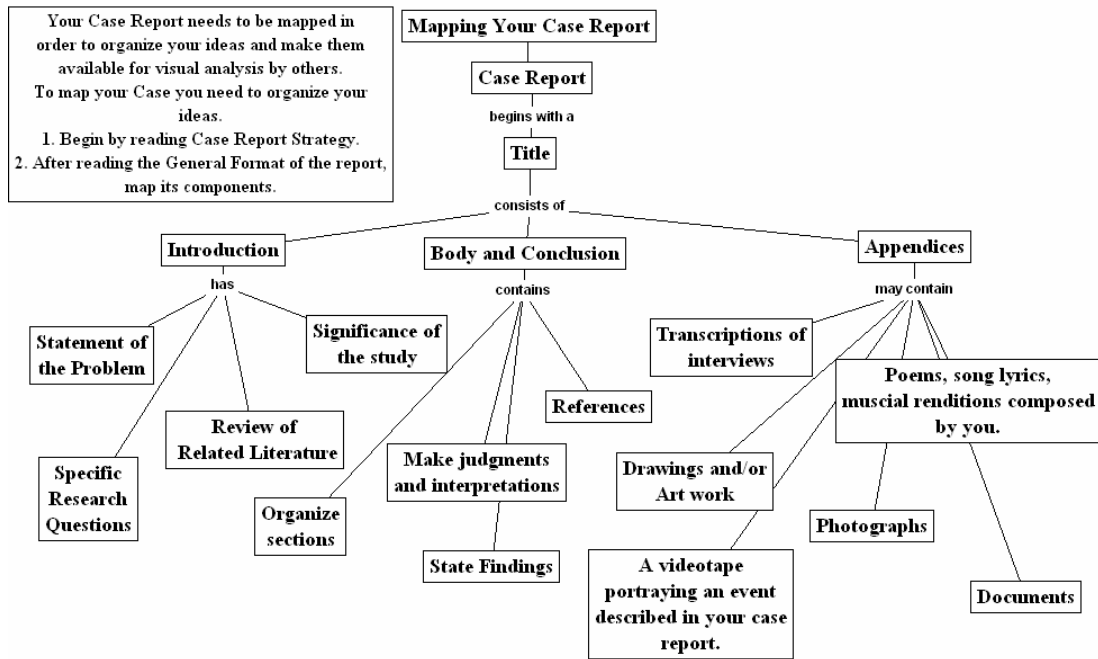 Your Case Report needs to be mapped in
order to organize your ideas and make them
available for visual analysis by others.
To map your Case you need to organize your
ideas.
1. Begin by reading Case Report Strategy.
2. After reading the General Format of the report,
map its components.
Mapping Your Case Report
Case Report
begins with a
Title
consists of
Introduction
has
Statement of
the Problem
Specific
Research
Questions
Review of
Related Literature
Significance of
the study
Body and Conclusion
contains
Organize
sections
Make judgments
and interpretations
State Findings
References
Appendices
may contain
Transcriptions of
interviews
Drawings and/or
Art work
A videotape
portraying an event
described in your case
report.
Photographs
Poems, song lyrics,
muscial renditions composed
by you.
Documents